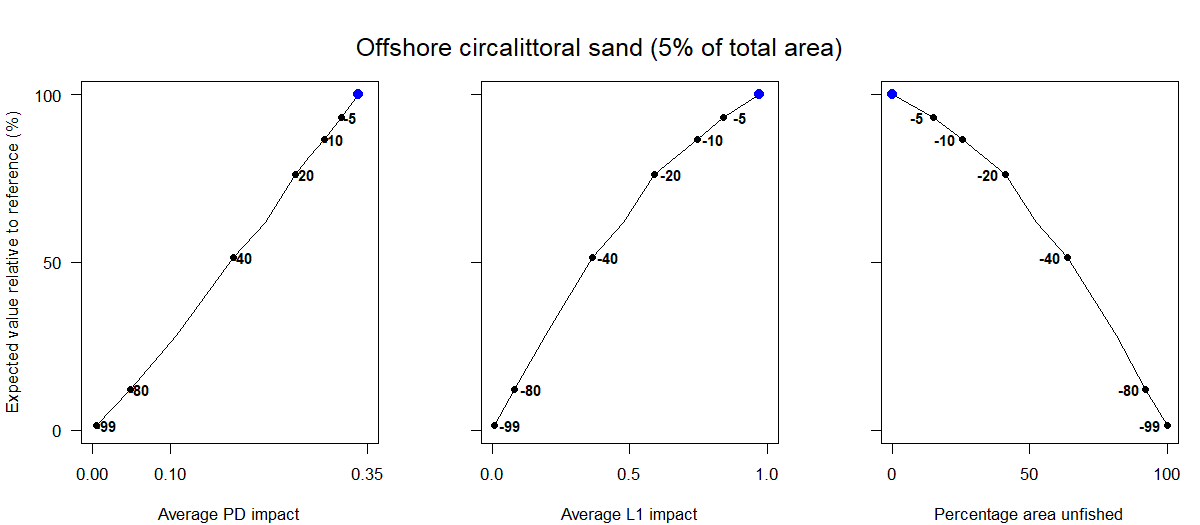 Offshore circalittoral sand (5% of total area)
Expected value relative to reference (%)
100
50
0
-5
-10
-20
-40
-80
-99
0.00 0.10 0.35
Average PD impact
-5
-10
-20
-40
-80
-99
0.0 0.5 1.0
Average L1 impact
-5
-10
-20
-40
-80
-99
0 50 100
Percentage area unfished